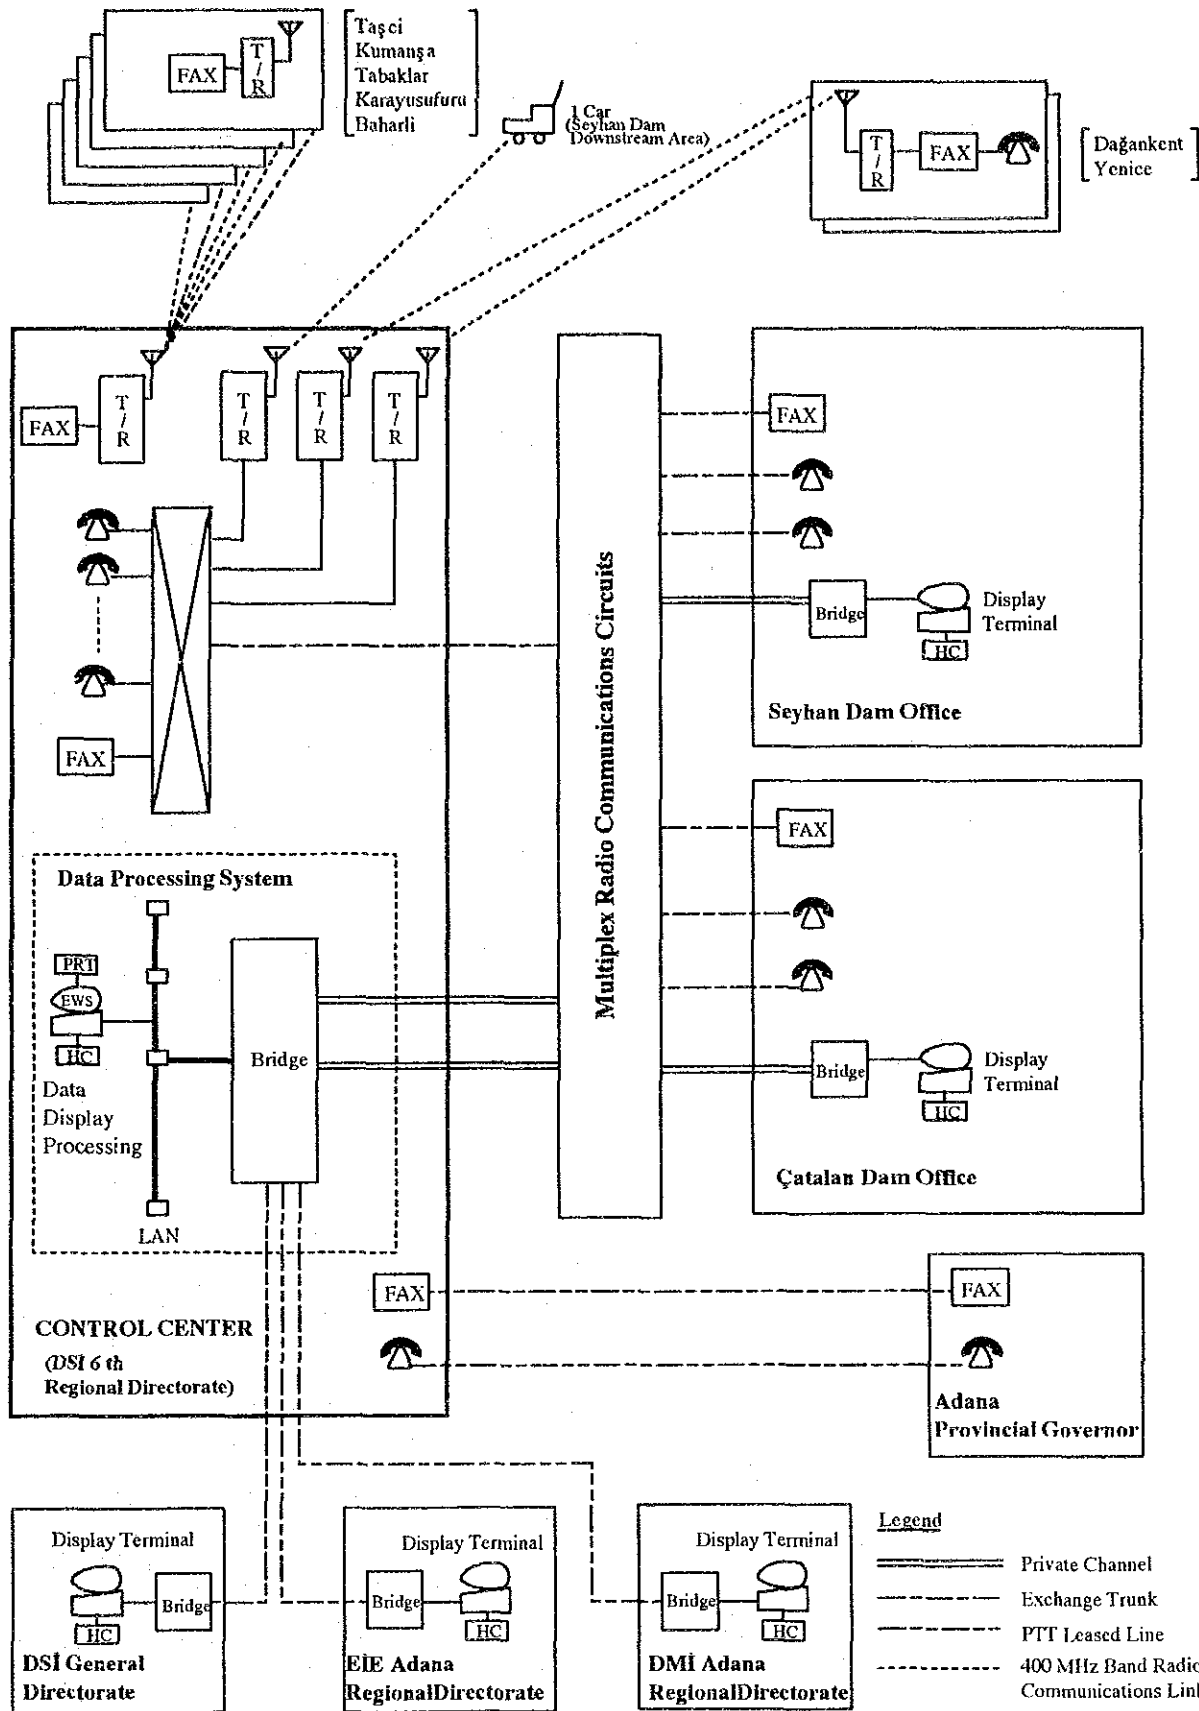 Taşci
Kumanşa
Tabaklar
Karayusufuru
Baharli
FAX
T/R
1 Car
(Seyhan Dam
Downstream Area)
T/R
FAX
Dağankent
Yenice
FAX
T/R
T/R
T/R
T/R
FAX
Multiplex Radio Communications Circuits
FAX
Bridge
Display
Terminal
HC
Seyhan Dam Office
FAX
Bridge
Display
Terminal
HC
Çatalan Dam Office
Data Processing System
PRT
EWS
HC
Data
Display
Processing
Bridge
LAN
FAX
CONTROL CENTER
(DSİ 6 th
Regional Directorate)
FAX
Adana
Provincial Governor
Display Terminal
Bridge
HC
DSİ General
Directorate
Display Terminal
Bridge
HC
EİE Adana
RegionalDirectorate
Display Terminal
Bridge
HC
DMİ Adana
RegionalDirectorate
Legend
Private Channel
Exchange Trunk
PTT Leased Line
400 MHz Band Radio
Communications Link